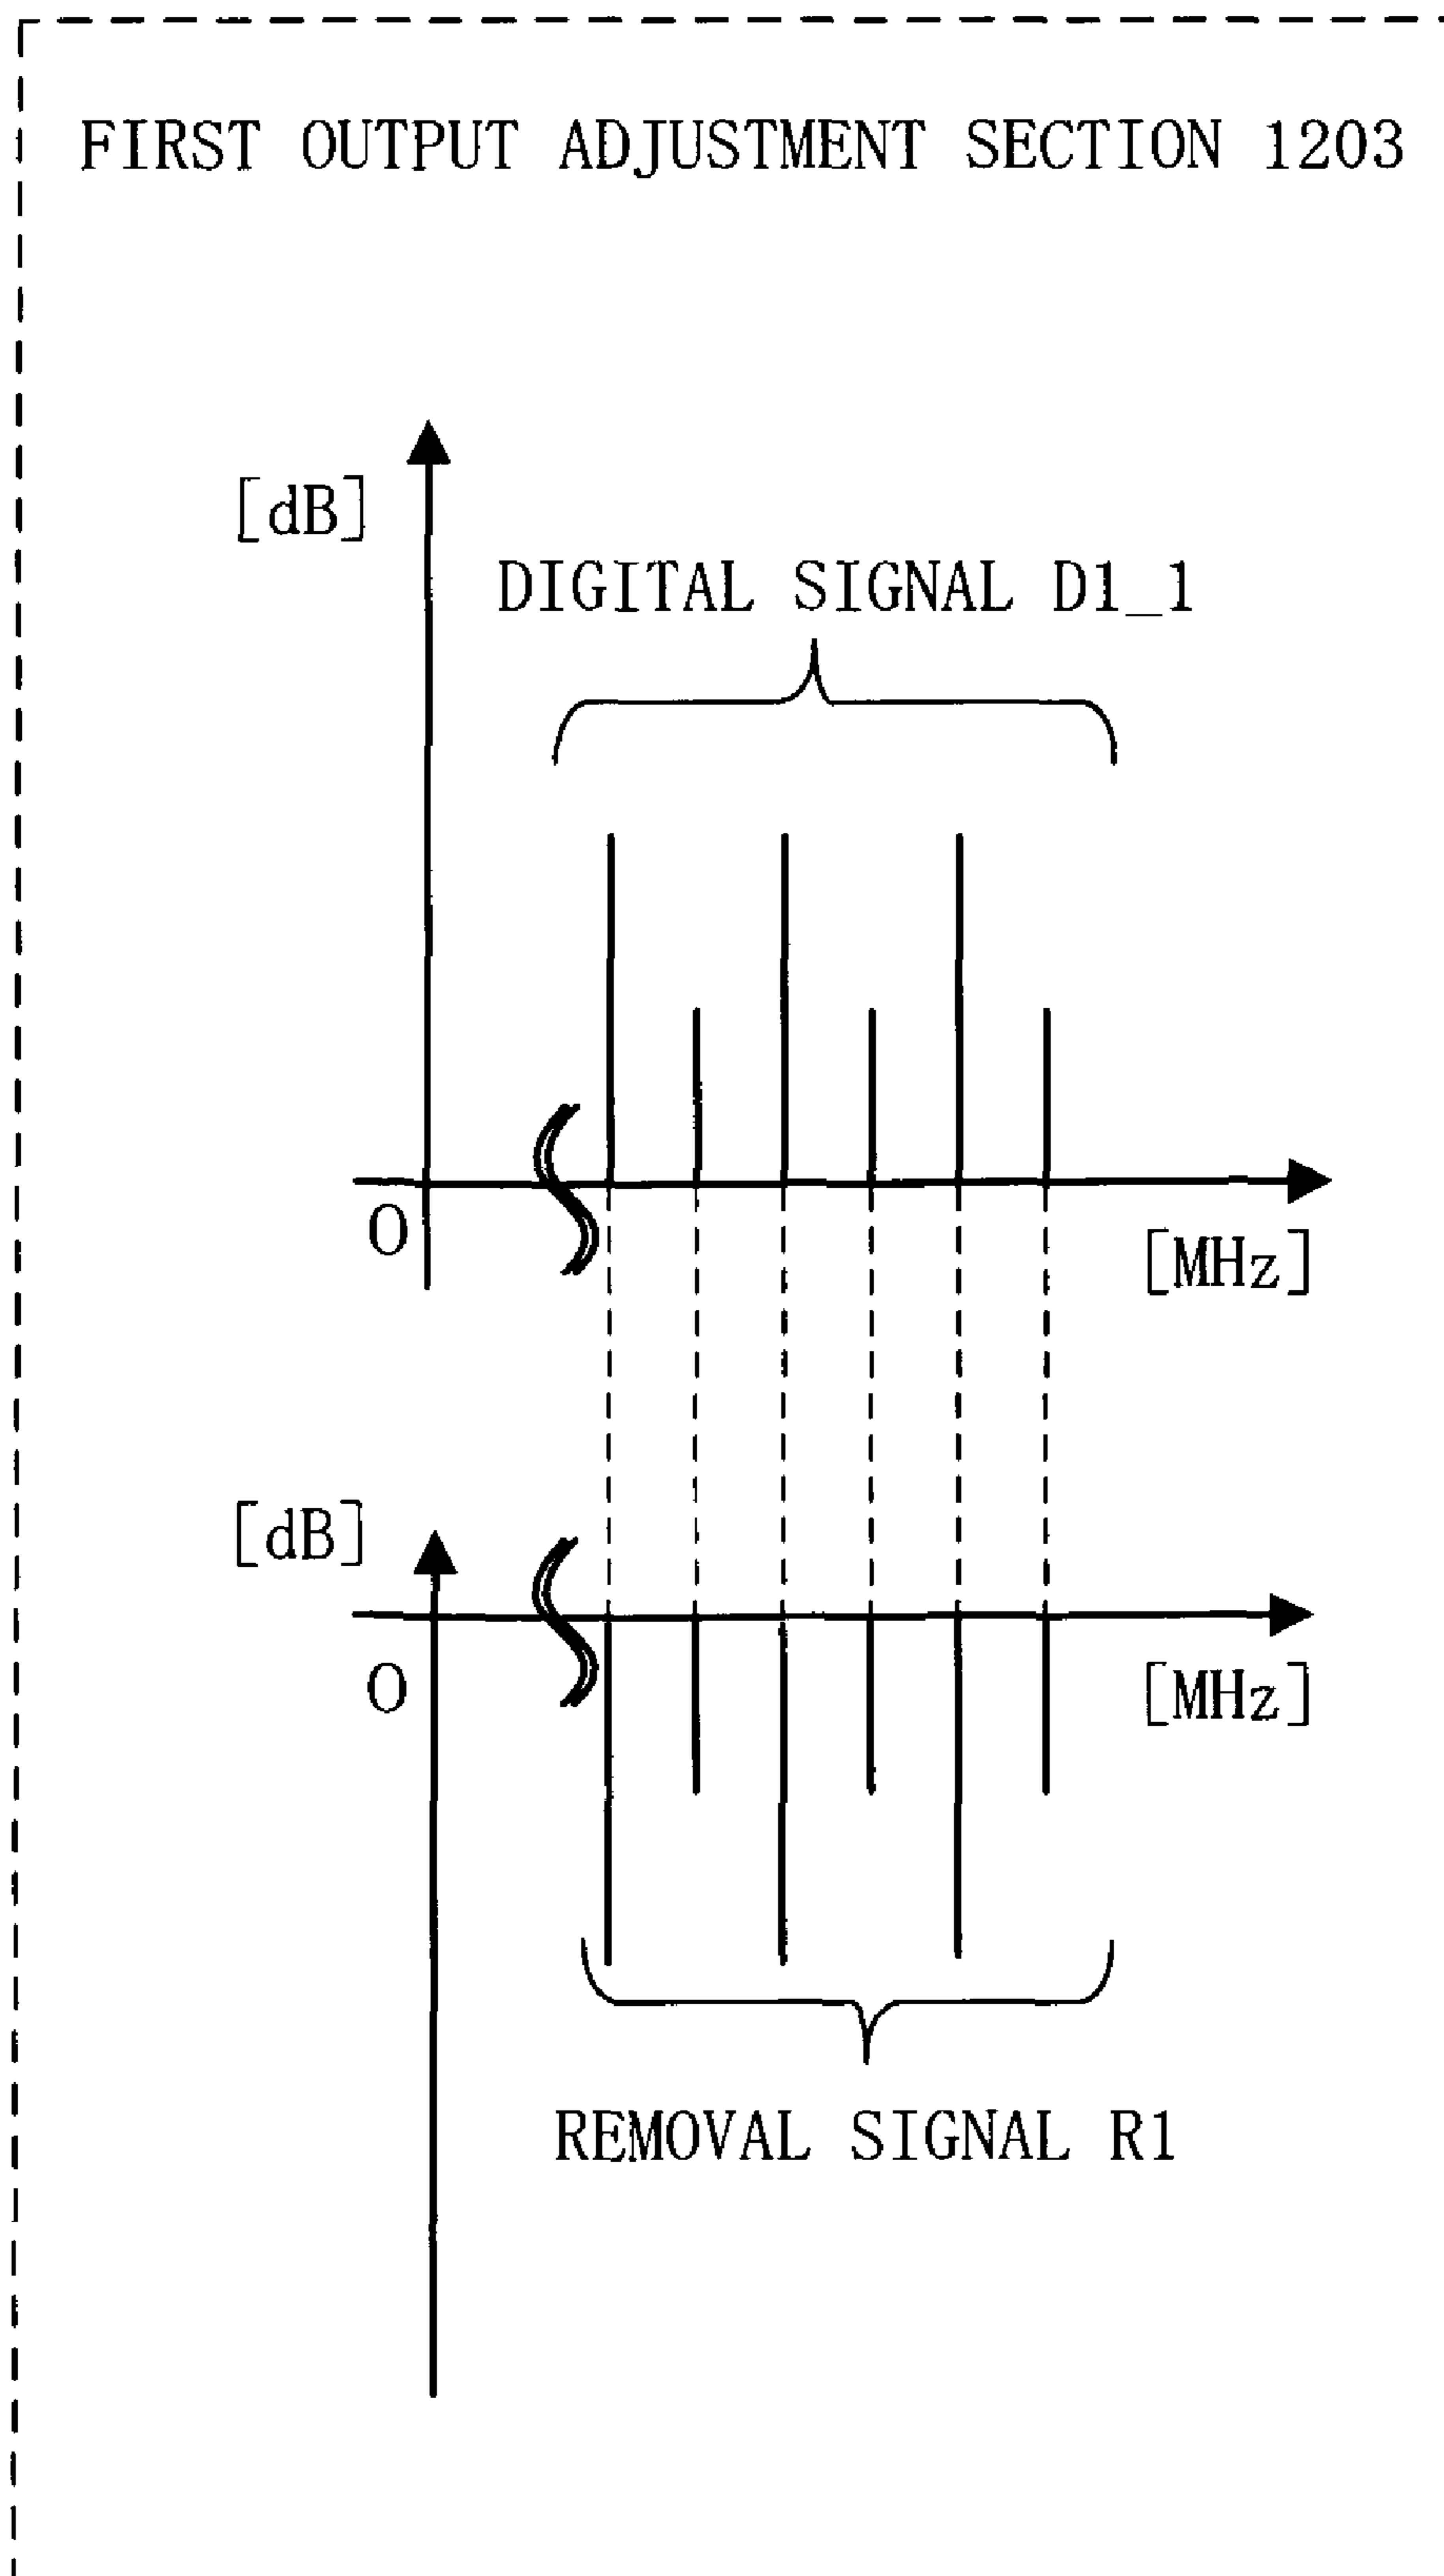 FIRST OUTPUT ADJUSTMENT SECTION 1203
[dB]
DIGITAL SIGNAL D1_1
O
[MHz]
[dB]
O
[MHz]
REMOVAL SIGNAL R1